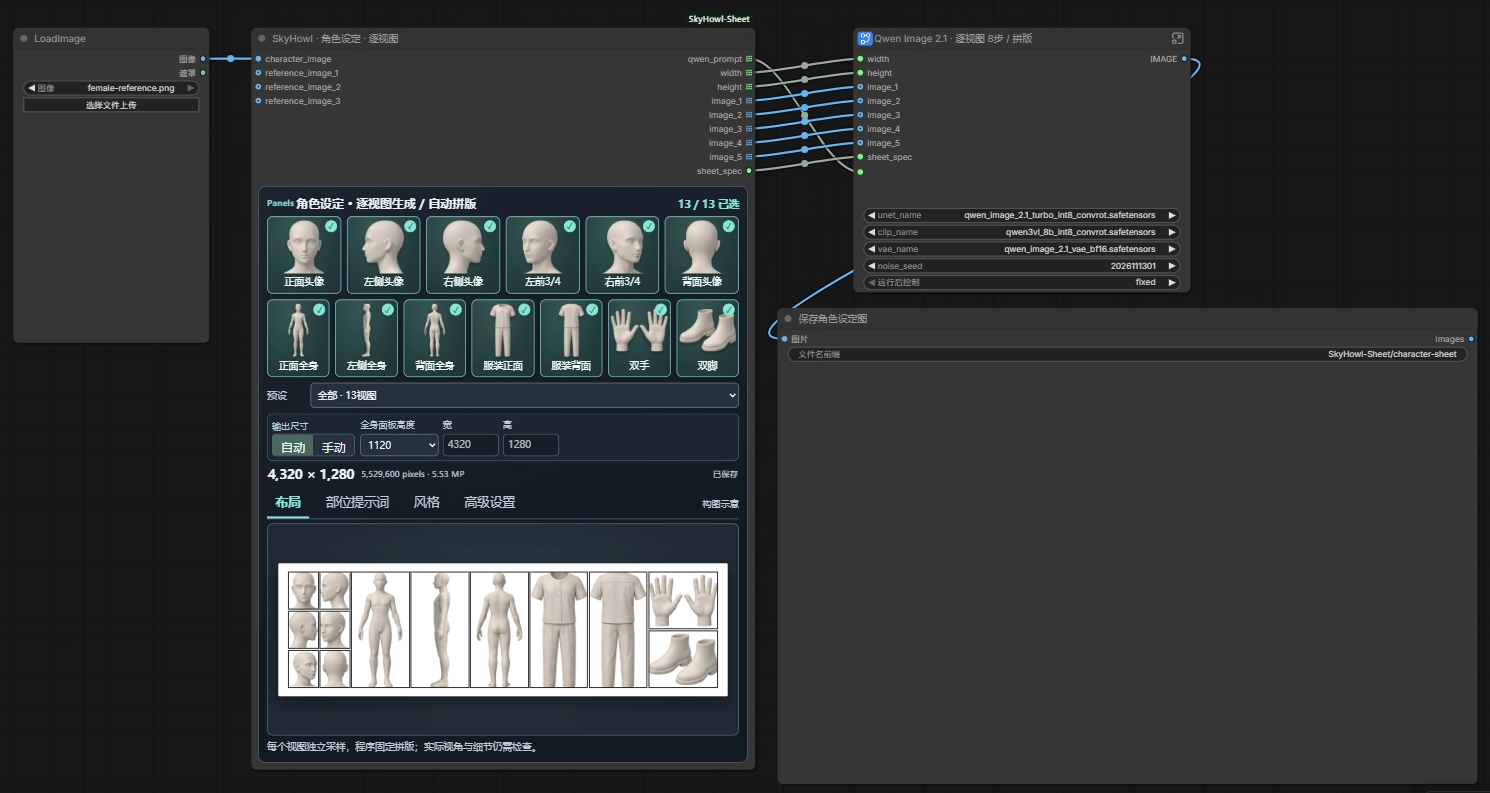 SkyHowl-Sheet
LoadImage
图像
遮罩
图像 female-reference.png
选择文件上传
SkyHowl · 角色设定 · 逐视图
character_image
reference_image_1
reference_image_2
reference_image_3
qwen_prompt
width
height
image_1
image_2
image_3
image_4
image_5
sheet_spec
Panels 角色设定 • 逐视图生成 / 自动拼版 13 / 13 已选
正面头像 左侧头像 右侧头像 左前3/4 右前3/4 背面头像
正面全身 左侧全身 背面全身 服装正面 服装背面 双手 双脚
预设 全部 · 13视图
输出尺寸 全身面板高度 宽 高
自动 手动 1120 4320 1280
4,320 × 1,280 5,529,600 pixels · 5.53 MP 已保存
布局 部位提示词 风格 高级设置 构图示意
每个视图独立采样，程序固定拼版；实际视角与细节仍需检查。
Qwen Image 2.1 · 逐视图 8步 / 拼版
width
height
image_1
image_2
image_3
image_4
image_5
sheet_spec
IMAGE
unet_name qwen_image_2.1_turbo_int8_convrot.safetensors
clip_name qwen3vl_8b_int8_convrot.safetensors
vae_name qwen_image_2.1_vae_bf16.safetensors
noise_seed 2026111301
运行后控制 fixed
保存角色设定图
图片 Images
文件名前缀 SkyHowl-Sheet/character-sheet